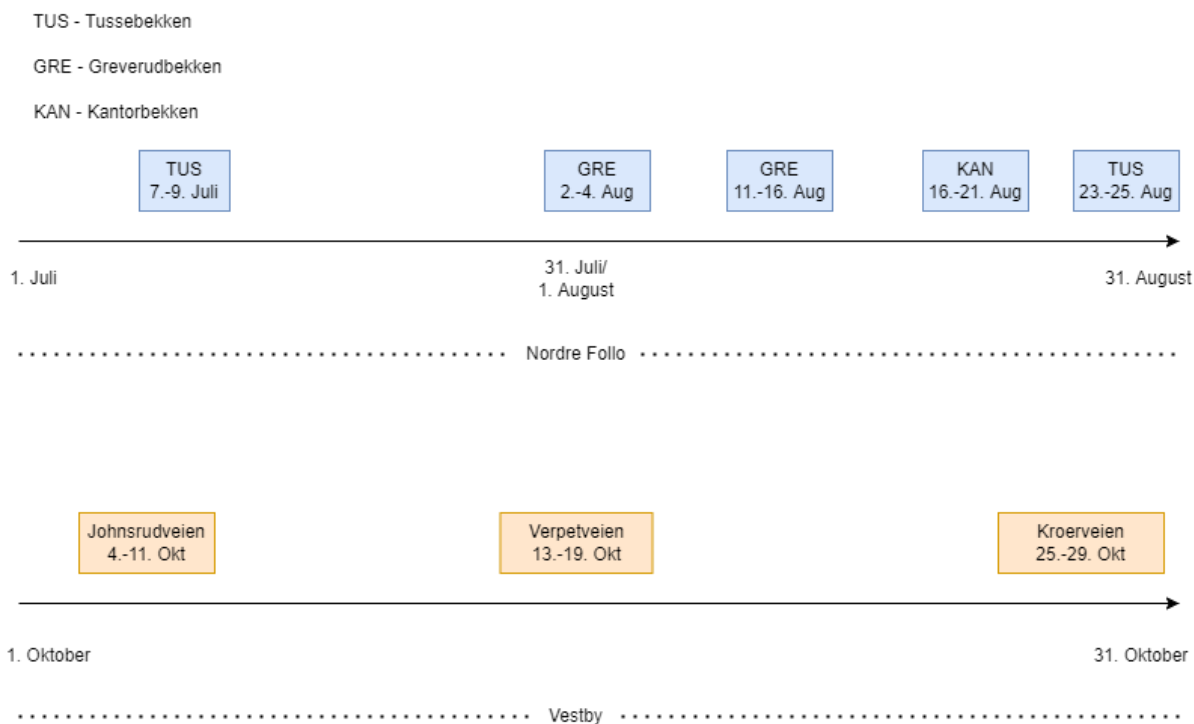 TUS - Tussebekken
GRE - Greverudbekken
KAN - Kantorbekken
TUS
7.-9. Juli
GRE
2.-4. Aug
GRE
11.-16. Aug
KAN
16.-21. Aug
TUS
23.-25. Aug
1. Juli
31. Juli/
1. August
31. August
Nordre Follo
Johnsrudveien
4.-11. Okt
Verpetveien
13.-19. Okt
Kroerveien
25.-29. Okt
1. Oktober
31. Oktober
Vestby